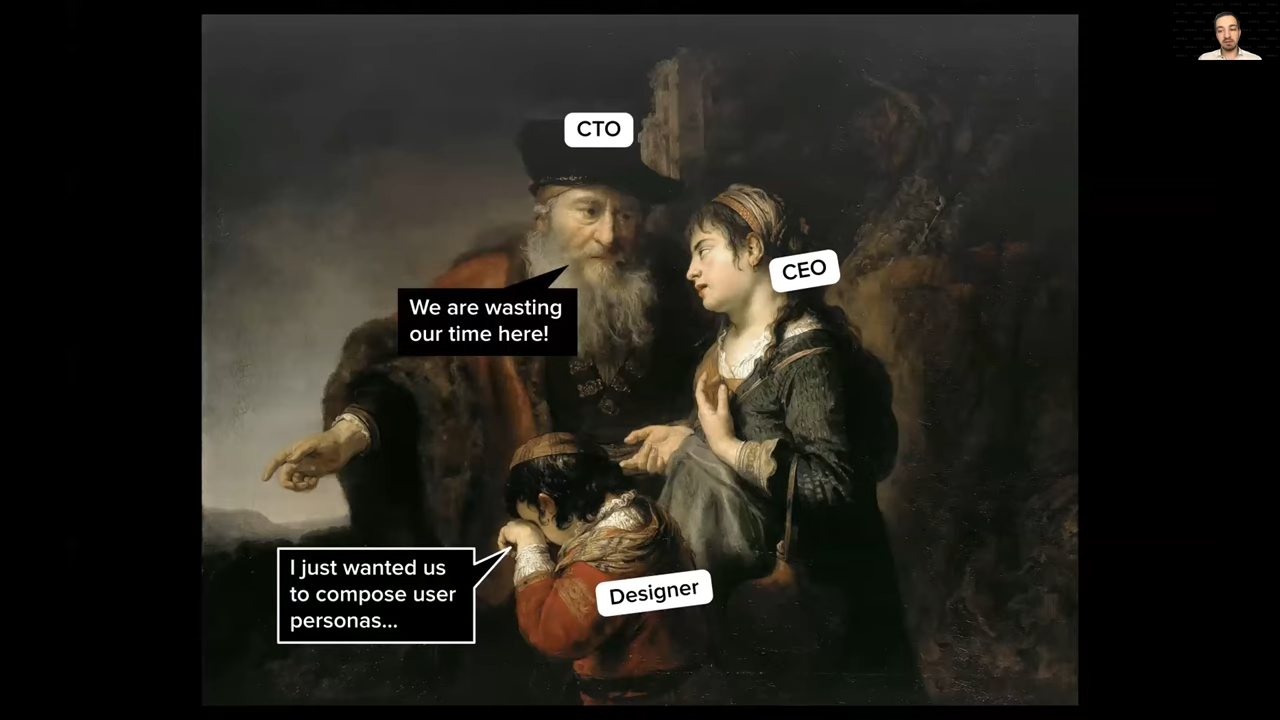 CTO
CEO
We are wasting
our time here!
I just wanted us
to compose user
personas...
Designer